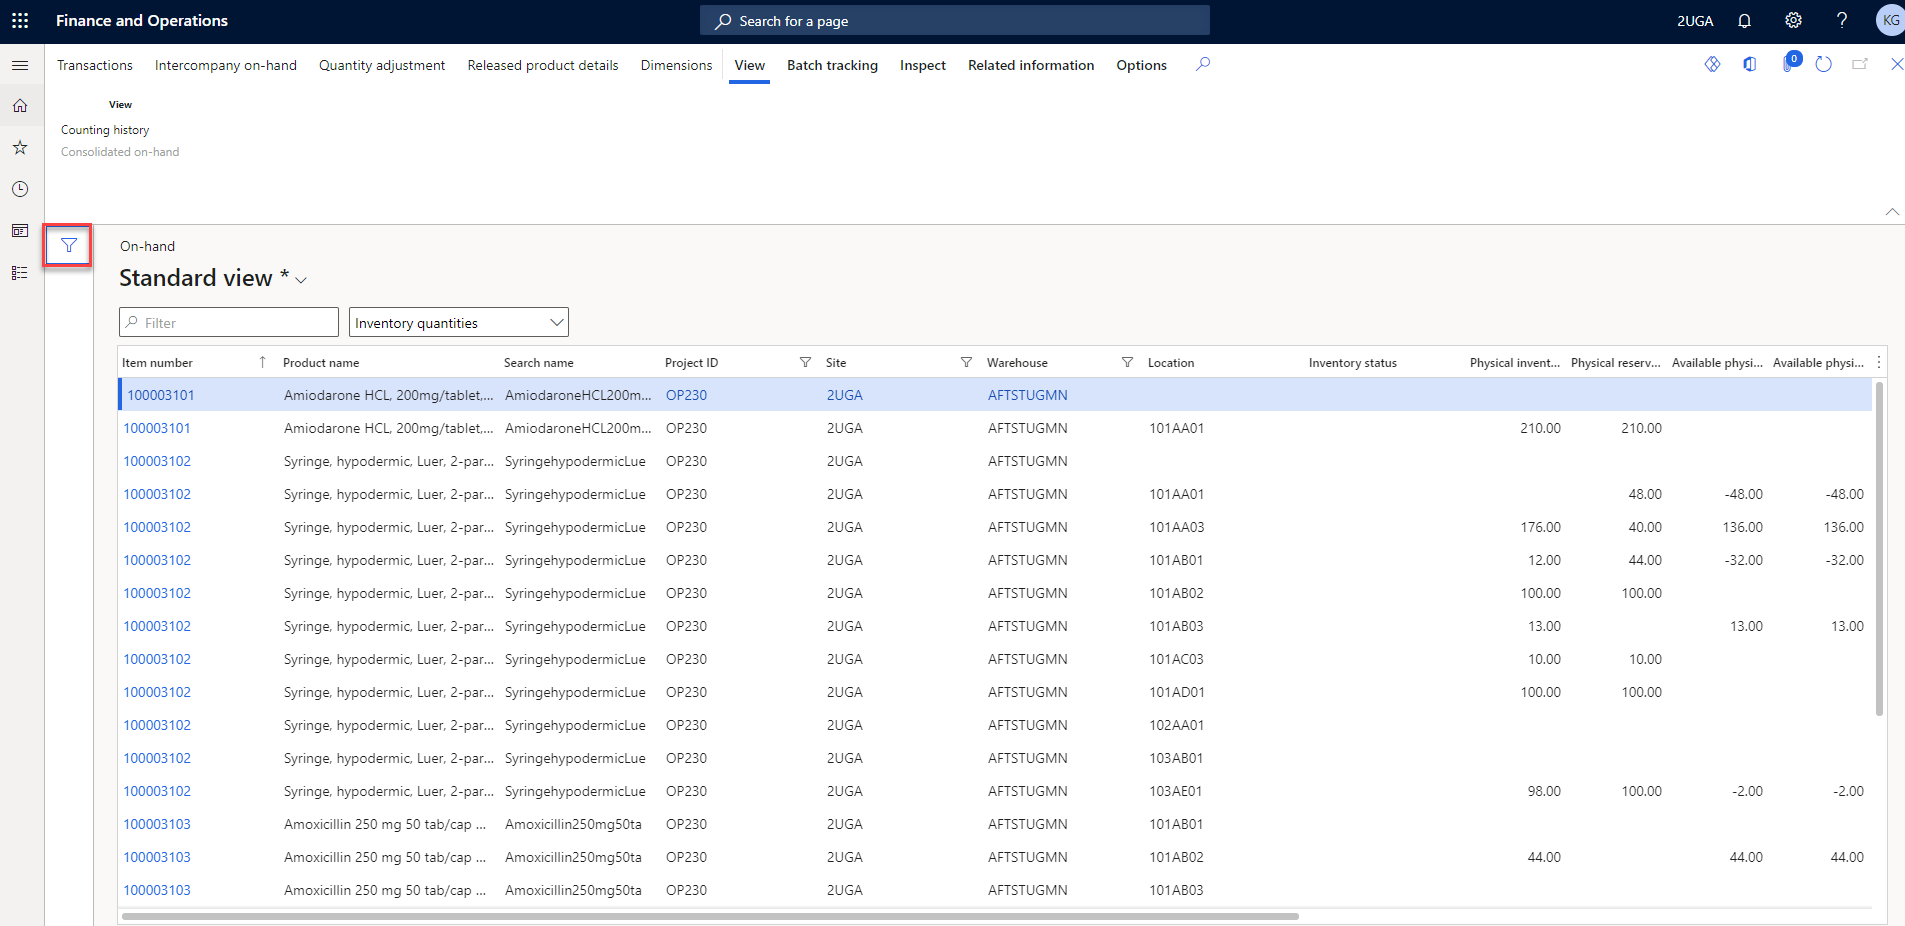 Finance and Operations
Search for a page
2UGA
?
KG
Transactions Intercompany on-hand Quantity adjustment Released product details Dimensions View Batch tracking Inspect Related information Options
0
View
Counting history
Consolidated on-hand
On-hand
Standard view *
Filter
Inventory quantities
Item number Product name Search name Project ID Site Warehouse Location Inventory status Physical invent... Physical reserv... Available physi... Available physi...
100003101 Amiodarone HCL, 200mg/tablet,... AmiodaroneHCL200m... OP230 2UGA AFTSTUGMN
100003101 Amiodarone HCL, 200mg/tablet,... AmiodaroneHCL200m... OP230 2UGA AFTSTUGMN 101AA01 210.00 210.00
100003102 Syringe, hypodermic, Luer, 2-par... SyringehypodermicLue OP230 2UGA AFTSTUGMN
100003102 Syringe, hypodermic, Luer, 2-par... SyringehypodermicLue OP230 2UGA AFTSTUGMN 101AA01 48.00 -48.00 -48.00
100003102 Syringe, hypodermic, Luer, 2-par... SyringehypodermicLue OP230 2UGA AFTSTUGMN 101AA03 176.00 40.00 136.00 136.00
100003102 Syringe, hypodermic, Luer, 2-par... SyringehypodermicLue OP230 2UGA AFTSTUGMN 101AB01 12.00 44.00 -32.00 -32.00
100003102 Syringe, hypodermic, Luer, 2-par... SyringehypodermicLue OP230 2UGA AFTSTUGMN 101AB02 100.00 100.00
100003102 Syringe, hypodermic, Luer, 2-par... SyringehypodermicLue OP230 2UGA AFTSTUGMN 101AB03 13.00 13.00 13.00
100003102 Syringe, hypodermic, Luer, 2-par... SyringehypodermicLue OP230 2UGA AFTSTUGMN 101AC03 10.00 10.00
100003102 Syringe, hypodermic, Luer, 2-par... SyringehypodermicLue OP230 2UGA AFTSTUGMN 101AD01 100.00 100.00
100003102 Syringe, hypodermic, Luer, 2-par... SyringehypodermicLue OP230 2UGA AFTSTUGMN 102AA01
100003102 Syringe, hypodermic, Luer, 2-par... SyringehypodermicLue OP230 2UGA AFTSTUGMN 103AB01
100003102 Syringe, hypodermic, Luer, 2-par... SyringehypodermicLue OP230 2UGA AFTSTUGMN 103AE01 98.00 100.00 -2.00 -2.00
100003103 Amoxicillin 250 mg 50 tab/cap ... Amoxicillin250mg50ta OP230 2UGA AFTSTUGMN 101AB01
100003103 Amoxicillin 250 mg 50 tab/cap ... Amoxicillin250mg50ta OP230 2UGA AFTSTUGMN 101AB02 44.00 44.00 44.00
100003103 Amoxicillin 250 mg 50 tab/cap ... Amoxicillin250mg50ta OP230 2UGA AFTSTUGMN 101AB03